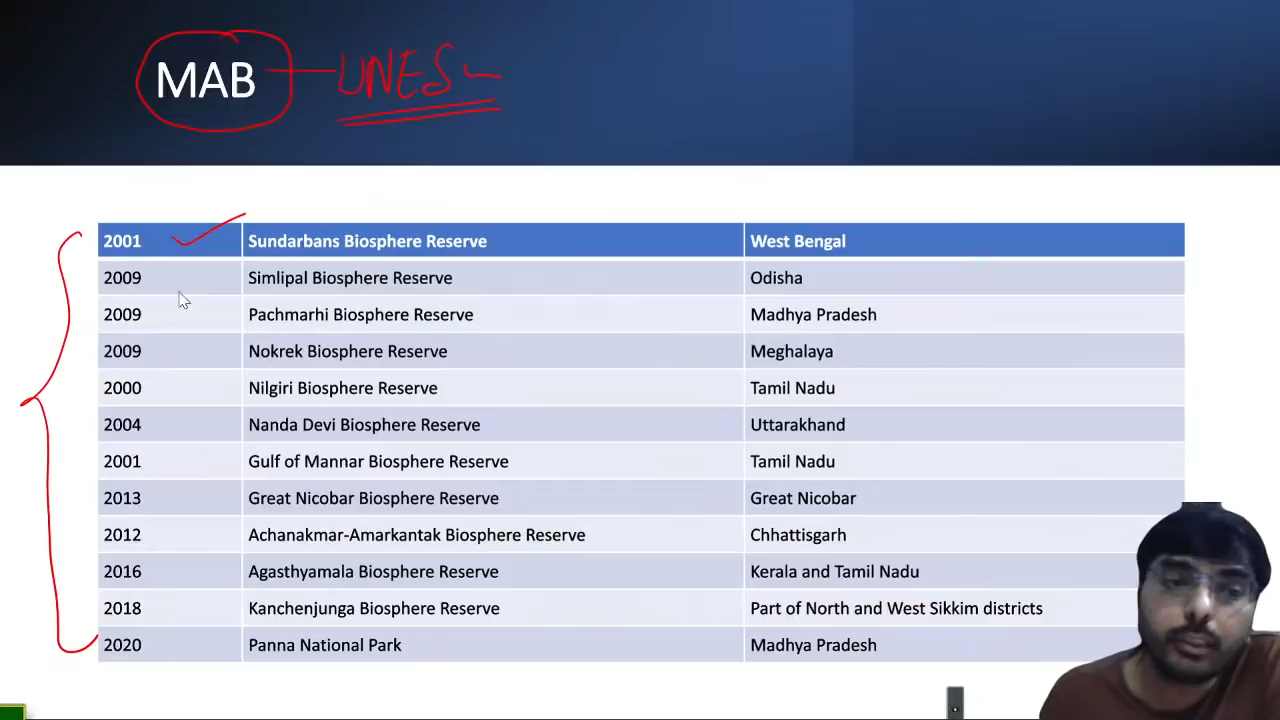 MAB UNESCO
2001 Sundarbans Biosphere Reserve West Bengal
2009 Simlipal Biosphere Reserve Odisha
2009 Pachmarhi Biosphere Reserve Madhya Pradesh
2009 Nokrek Biosphere Reserve Meghalaya
2000 Nilgiri Biosphere Reserve Tamil Nadu
2004 Nanda Devi Biosphere Reserve Uttarakhand
2001 Gulf of Mannar Biosphere Reserve Tamil Nadu
2013 Great Nicobar Biosphere Reserve Great Nicobar
2012 Achanakmar-Amarkantak Biosphere Reserve Chhattisgarh
2016 Agasthyamala Biosphere Reserve Kerala and Tamil Nadu
2018 Kanchenjunga Biosphere Reserve Part of North and West Sikkim districts
2020 Panna National Park Madhya Pradesh